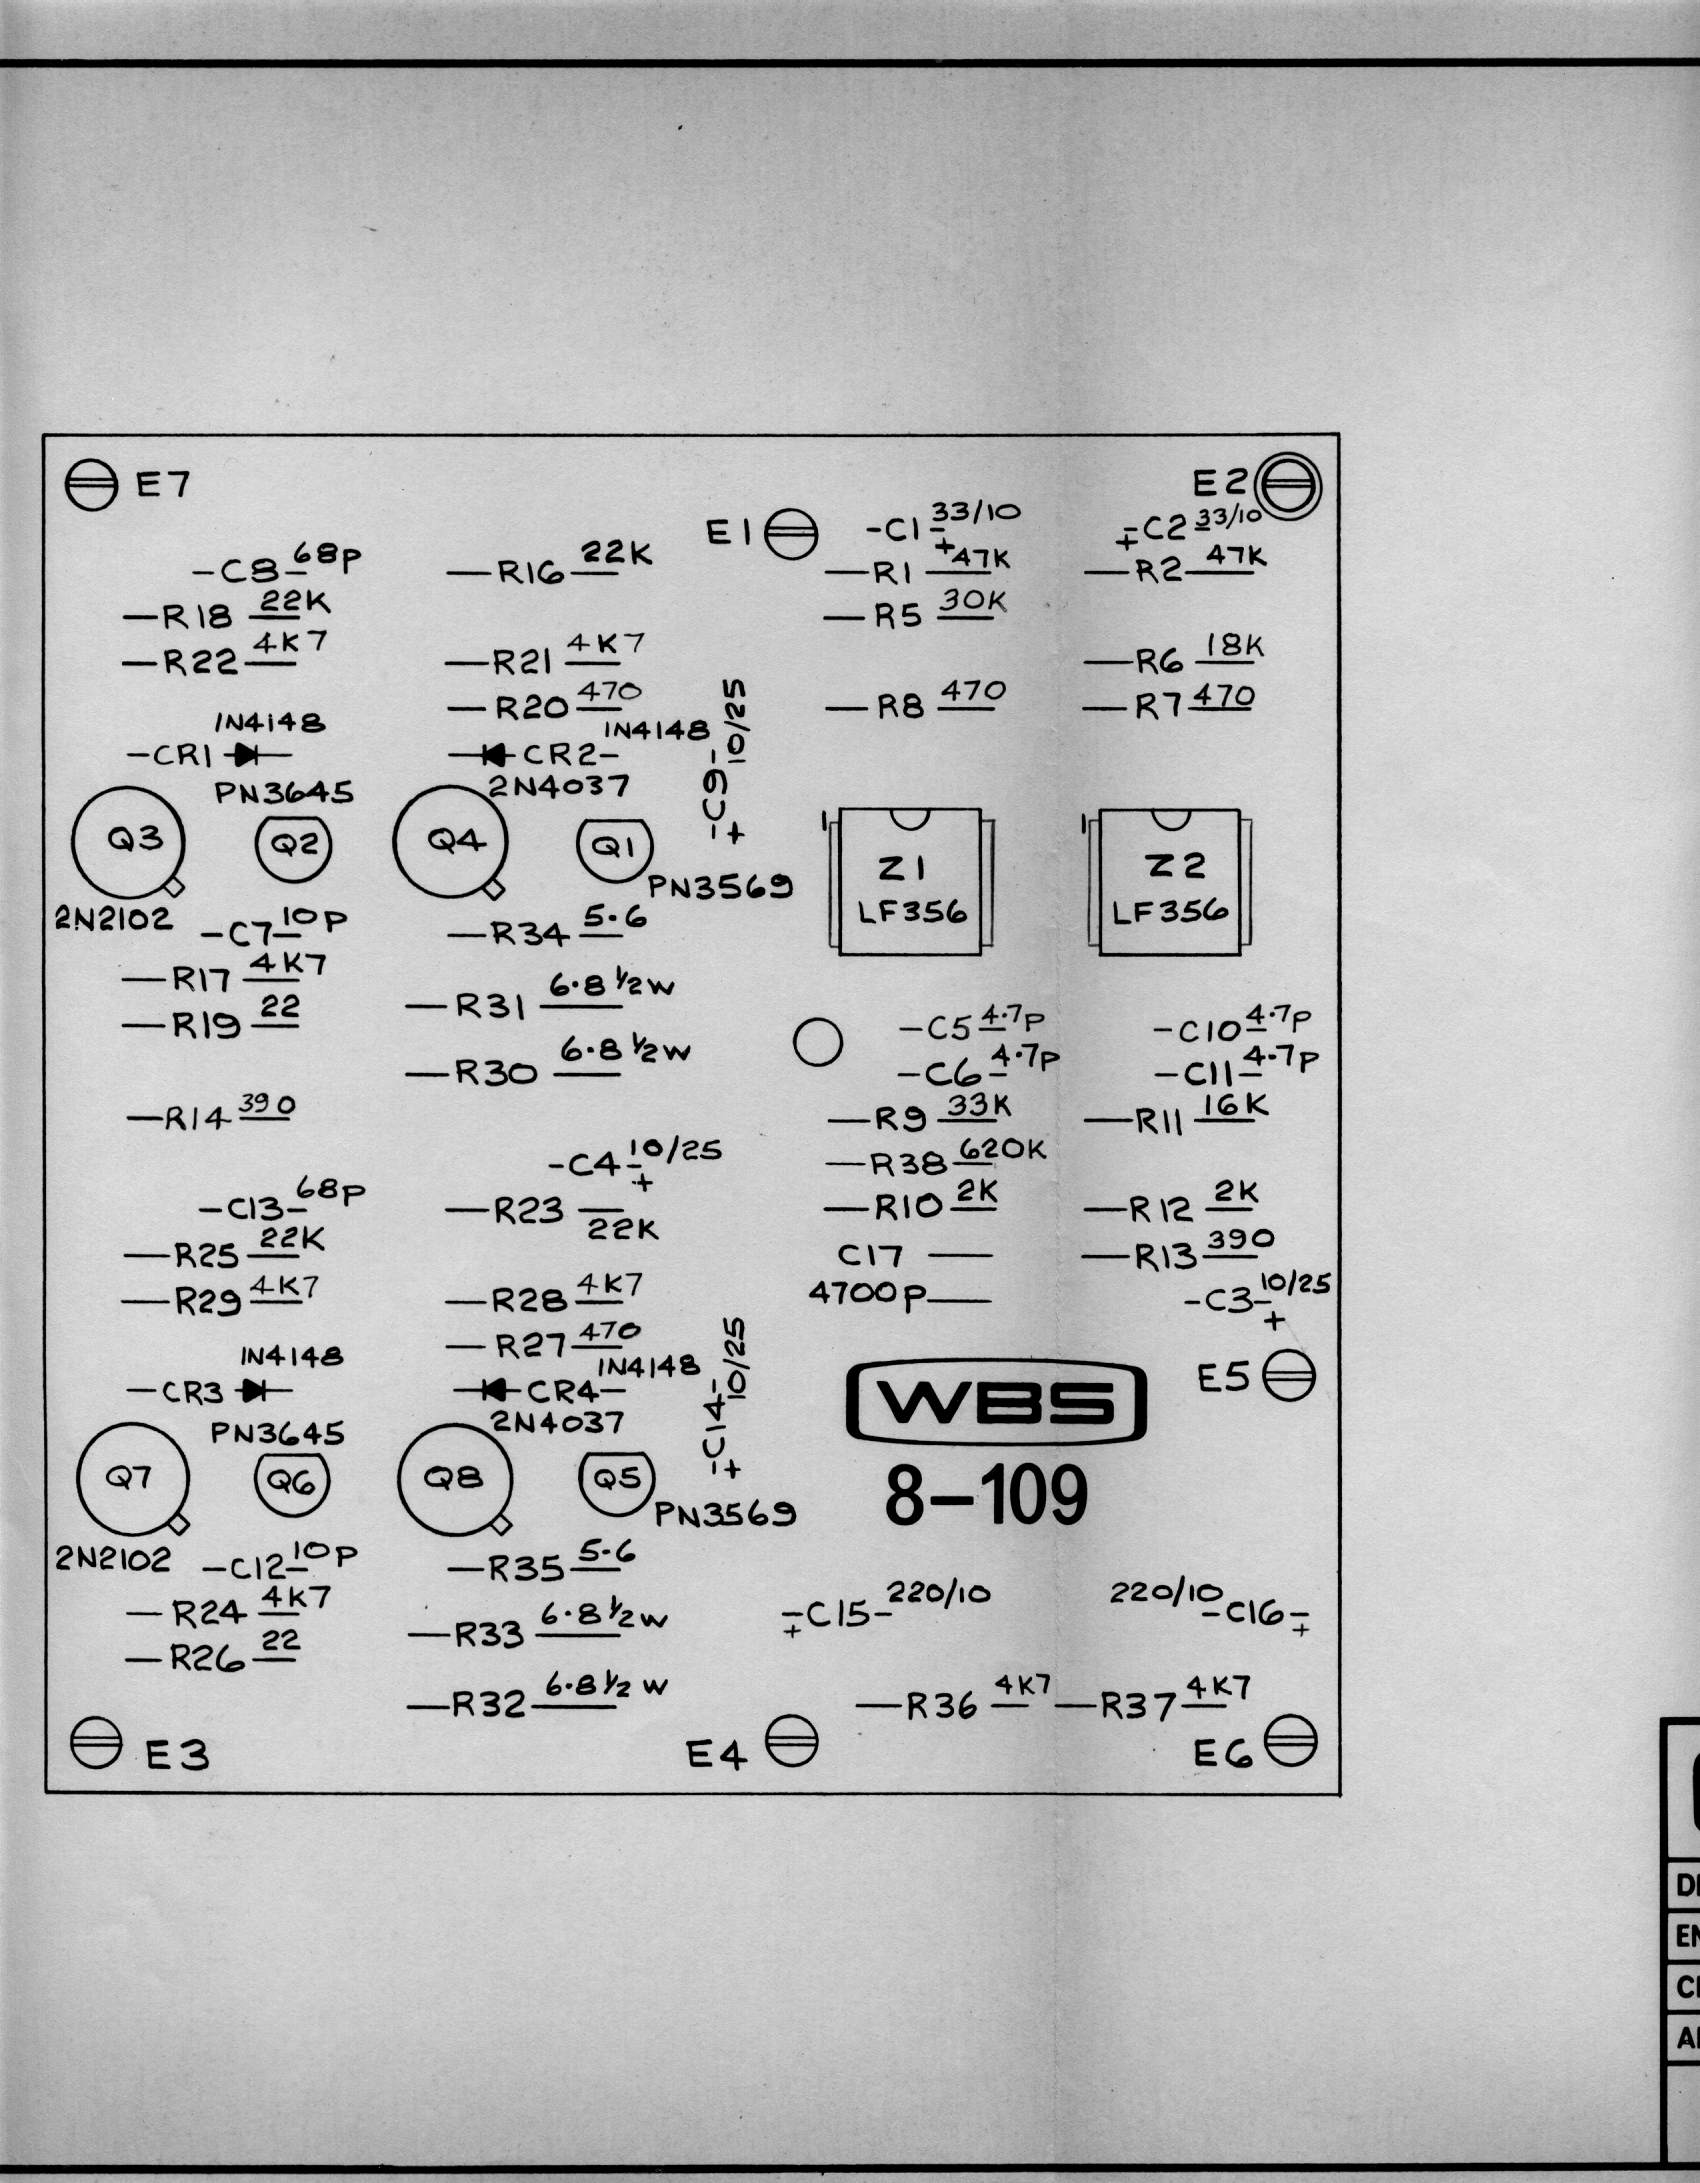 E7
E2
E1
-C1- 33/10 +
-C2- 33/10 +
-C8- 68P
-R16- 22K
-R1- 47K
-R2- 47K
-R18 22K
-R5 30K
-R22- 4K7
-R21 4K7
-R6 18K
-R20 470
-R8 470
-R7 470
1N4148
1N4148
-CR1
CR2-
-C9- 10/25 +
PN3645
2N4037
Q3
Q2
Q4
Q1
Z1
LF356
Z2
LF356
PN3569
2N2102
-C7- 10P
-R34 5.6
-R17 4K7
-R31 6.8 ½W
-R19 22
-C5- 4.7P
-C10- 4.7P
-R30 6.8 ½W
-C6- 4.7P
-C11- 4.7P
-R14 390
-R9 33K
-R11 16K
-C4- 10/25 +
-R38 620K
-C13- 68P
-R23 22K
-R10 2K
-R12 2K
-R25 22K
C17
4700P
-R13 390
-R29 4K7
-R28 4K7
-C3- 10/25 +
-R27 470
1N4148
1N4148
-CR3
CR4-
-C14- 10/25 +
E5
WBS
8-109
PN3645
2N4037
Q7
Q6
Q8
Q5
PN3569
2N2102
-C12- 10P
-R35 5.6
-R24 4K7
-R33 6.8 ½W
-C15- 220/10 +
220/10 -C16- +
-R26 22
-R32 6.8 ½ W
-R36 4K7
-R37 4K7
E3
E4
E6